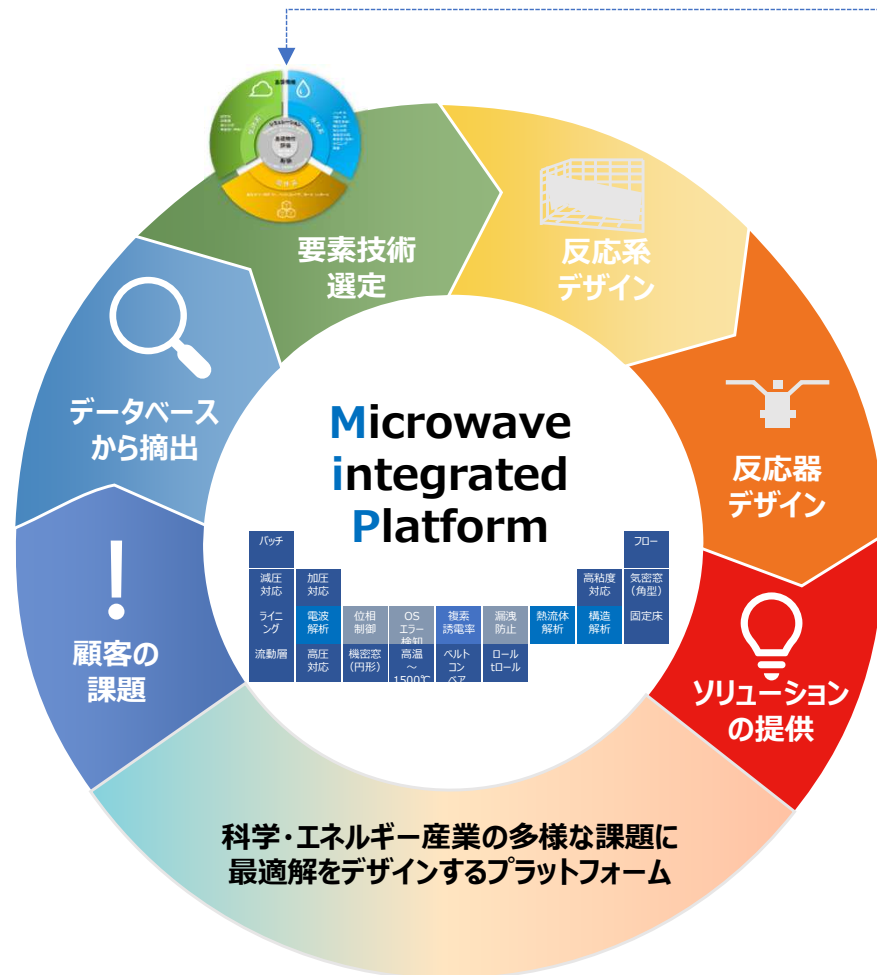 要素技術
選定
反応系
デザイン
データベース
から摘出
反応器
デザイン
顧客の
課題
ソリューション
の提供
Microwave
integrated
Platform
バッチ
フロー
減圧
対応
加圧
対応
高粘度
対応
気密窓
(角型)
ライニ
ング
電波
解析
位相
制御
OS
エラー
検知
複素
誘電率
漏洩
防止
熱流体
解析
構造
解析
固定床
流動層
高圧
対応
機密窓
(円形)
高温
~
1500℃
ベルト
コン
ベア
ロール
tロール
科学・エネルギー産業の多様な課題に
最適解をデザインするプラットフォーム